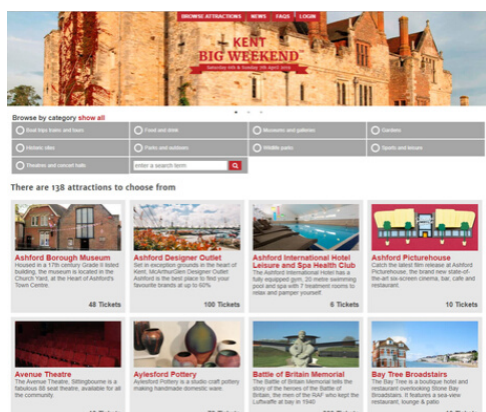 BROWSE ATTRACTIONS NEWS FAQS LOGIN
KENT
BIG WEEKEND
Saturday 6th & Sunday 7th April 2019
Browse by category show all
Boat trips trains and tours
Food and drink
Museums and galleries
Gardens
Historic sites
Parks and outdoors
Wildlife parks
Sports and leisure
Theatres and concert halls
enter a search term
There are 138 attractions to choose from
Ashford Borough Museum
Housed in a 17th century Grade II listed
building, the museum is located in the
Church Yard, at the Heart of Ashford's
Town Centre.
48 Tickets
Ashford Designer Outlet
Set in exception grounds in the heart of
Kent, McArthurGlen Designer Outlet
Ashford is the best place to find your
favourite brands at up to 60%
100 Tickets
Ashford International Hotel
Leisure and Spa Health Club
The Ashford International Hotel has a
fully equipped gym, 20 metre swimming
pool and spa with 7 treatment rooms to
relax and pamper yourself.
6 Tickets
Ashford Picturehouse
Catch the latest film release at Ashford
Picturehouse, the brand new state-of-
the-art six-screen cinema, bar, cafe and
restaurant.
10 Tickets
Avenue Theatre
The Avenue Theatre, Sittingbourne is a
fabulous 88 seat theatre, available for all
the community.
Aylesford Pottery
Aylesford Pottery is a studio craft pottery
making handmade domestic ware.
Battle of Britain Memorial
The Battle of Britain Memorial tells the
story of the heroes of the Battle of
Britain, the men of the RAF who kept the
Luftwaffe at bay in 1940.
Bay Tree Broadstairs
The Bay Tree is a boutique hotel and
restaurant overlooking Stone Bay
Broadstairs. It features a sea-view
restaurant, lounge & patio.